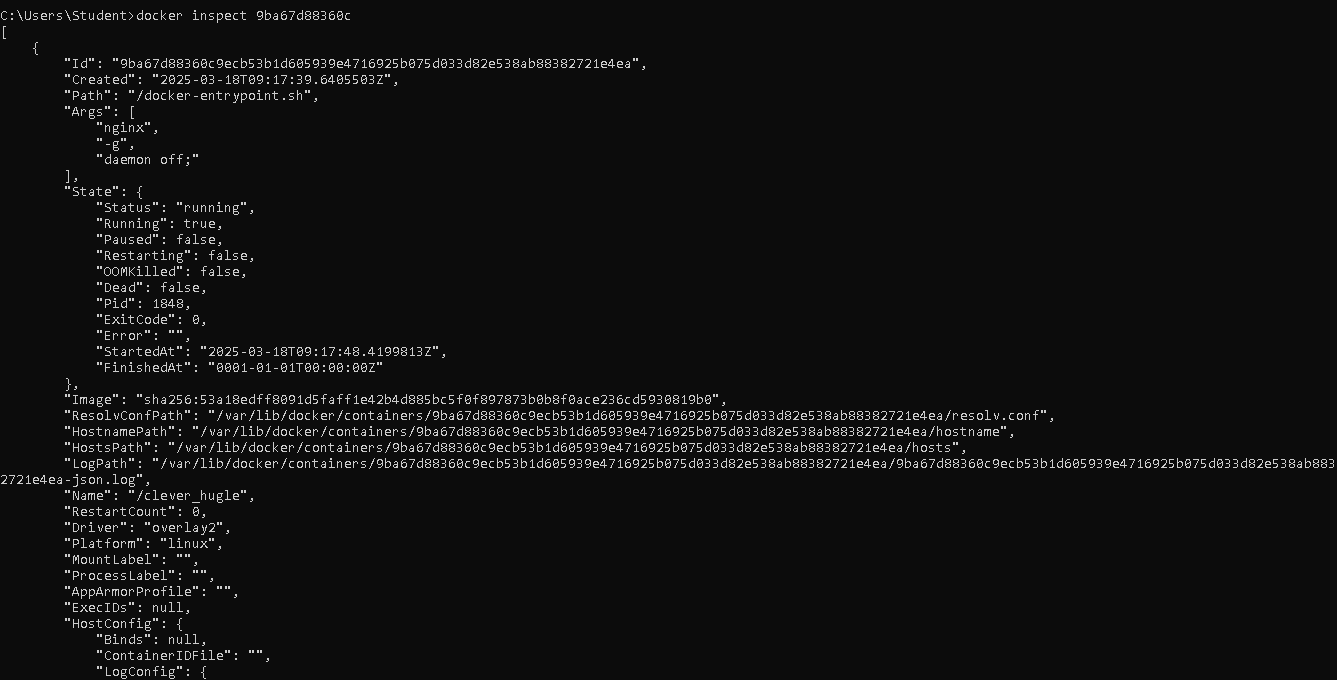 C:\Users\Student>docker inspect 9ba67d88360c
[
    {
        "Id": "9ba67d88360c9ecb53b1d605939e4716925b075d033d82e538ab88382721e4ea",
        "Created": "2025-03-18T09:17:39.6405503Z",
        "Path": "/docker-entrypoint.sh",
        "Args": [
            "nginx",
            "-g",
            "daemon off;"
        ],
        "State": {
            "Status": "running",
            "Running": true,
            "Paused": false,
            "Restarting": false,
            "OOMKilled": false,
            "Dead": false,
            "Pid": 1848,
            "ExitCode": 0,
            "Error": "",
            "StartedAt": "2025-03-18T09:17:48.4199813Z",
            "FinishedAt": "0001-01-01T00:00:00Z"
        },
        "Image": "sha256:53a18edff8091d5faff1e42b4d885bc5f0f897873b0b8f0ace236cd5930819b0",
        "ResolvConfPath": "/var/lib/docker/containers/9ba67d88360c9ecb53b1d605939e4716925b075d033d82e538ab88382721e4ea/resolv.conf",
        "HostnamePath": "/var/lib/docker/containers/9ba67d88360c9ecb53b1d605939e4716925b075d033d82e538ab88382721e4ea/hostname",
        "HostsPath": "/var/lib/docker/containers/9ba67d88360c9ecb53b1d605939e4716925b075d033d82e538ab88382721e4ea/hosts",
        "LogPath": "/var/lib/docker/containers/9ba67d88360c9ecb53b1d605939e4716925b075d033d82e538ab88382721e4ea/9ba67d88360c9ecb53b1d605939e4716925b075d033d82e538ab883
82721e4ea-json.log",
        "Name": "/clever_hugle",
        "RestartCount": 0,
        "Driver": "overlay2",
        "Platform": "linux",
        "MountLabel": "",
        "ProcessLabel": "",
        "AppArmorProfile": "",
        "ExecIDs": null,
        "HostConfig": {
            "Binds": null,
            "ContainerIDFile": "",
            "LogConfig": {